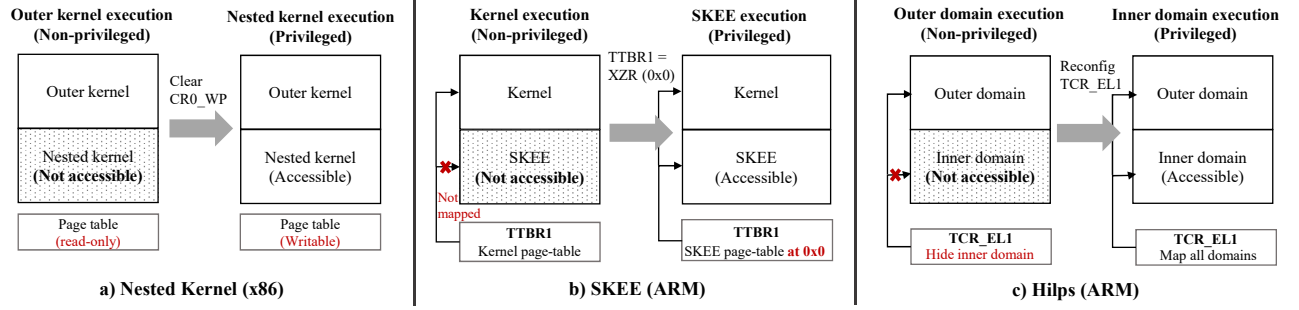 Outer kernel execution
(Non-privileged)
Nested kernel execution
(Privileged)
Outer kernel
Clear
CR0_WP
Outer kernel
Nested kernel
(Not accessible)
Nested kernel
(Accessible)
Page table
(read-only)
Page table
(Writable)
a) Nested Kernel (x86)
Kernel execution
(Non-privileged)
SKEE execution
(Privileged)
TTBR1 =
XZR (0x0)
Kernel
Kernel
SKEE
(Not accessible)
SKEE
(Accessible)
Not
mapped
TTBR1
Kernel page-table
TTBR1
SKEE page-table at 0x0
b) SKEE (ARM)
Outer domain execution
(Non-privileged)
Inner domain execution
(Privileged)
Reconfig
TCR_EL1
Outer domain
Outer domain
Inner domain
(Not accessible)
Inner domain
(Accessible)
TCR_EL1
Hide inner domain
TCR_EL1
Map all domains
c) Hilps (ARM)